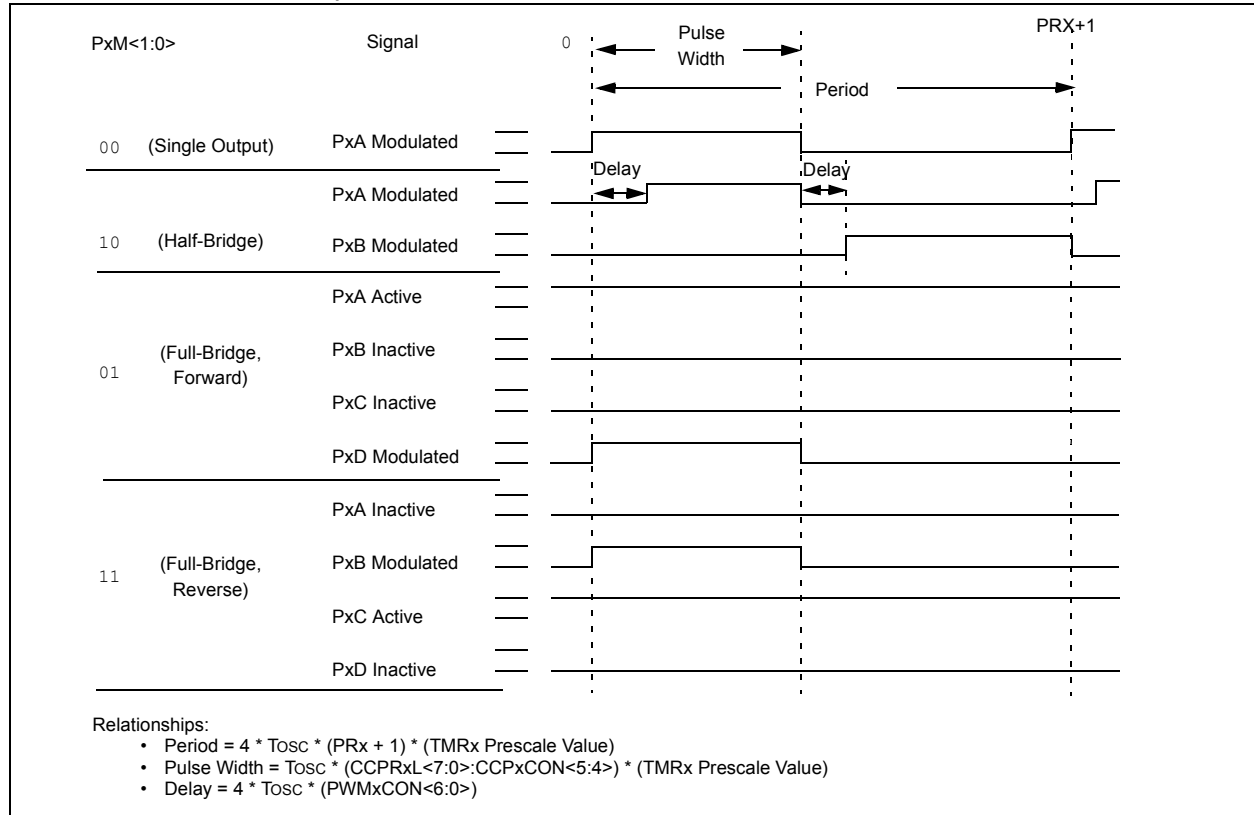 PxM<1:0> Signal 0 Pulse Width PRX+1
Period
00 (Single Output) PxA Modulated
Delay Delay
PxA Modulated
10 (Half-Bridge) PxB Modulated
PxA Active
01 (Full-Bridge, Forward) PxB Inactive
PxC Inactive
PxD Modulated
PxA Inactive
11 (Full-Bridge, Reverse) PxB Modulated
PxC Active
PxD Inactive
Relationships:
• Period = 4 * TOSC * (PRx + 1) * (TMRx Prescale Value)
• Pulse Width = TOSC * (CCPRxL<7:0>:CCPxCON<5:4>) * (TMRx Prescale Value)
• Delay = 4 * TOSC * (PWMxCON<6:0>)